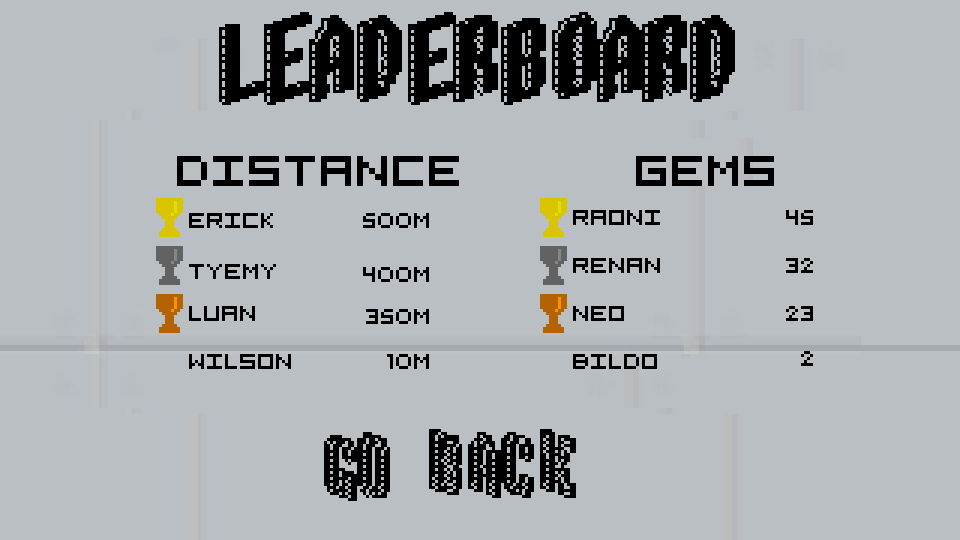 LEADERBOARD
DISTANCE GEMS
ERICK 500M RAONI 45
TYEMY 400M RENAN 32
LUAN 350M NEO 23
WILSON 10M BILDO 2
GO BACK